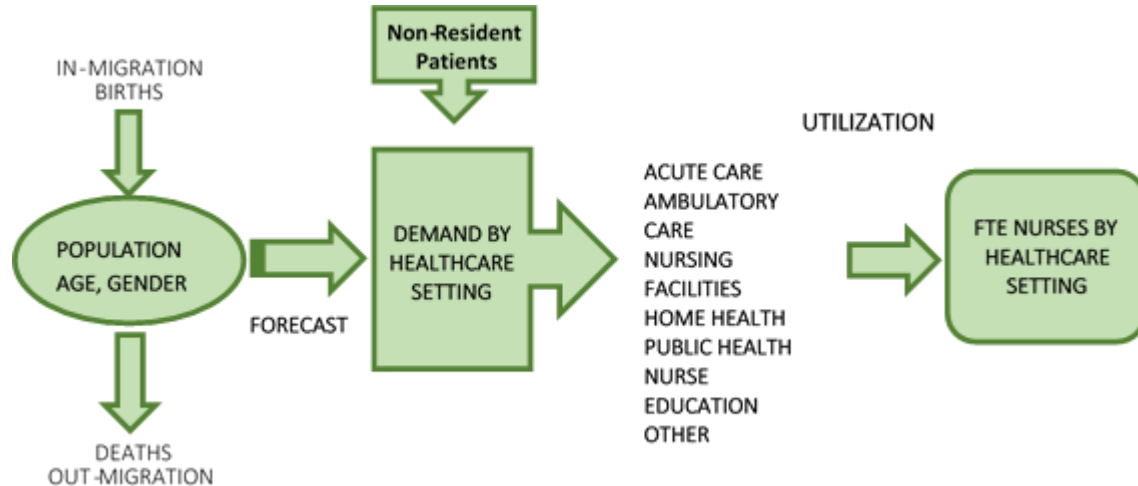 Non-Resident
Patients
IN-MIGRATION
BIRTHS
UTILIZATION
POPULATION
AGE, GENDER
FORECAST
DEMAND BY
HEALTHCARE
SETTING
ACUTE CARE
AMBULATORY
CARE
NURSING
FACILITIES
HOME HEALTH
PUBLIC HEALTH
NURSE
EDUCATION
OTHER
FTE NURSES BY
HEALTHCARE
SETTING
DEATHS
OUT-MIGRATION